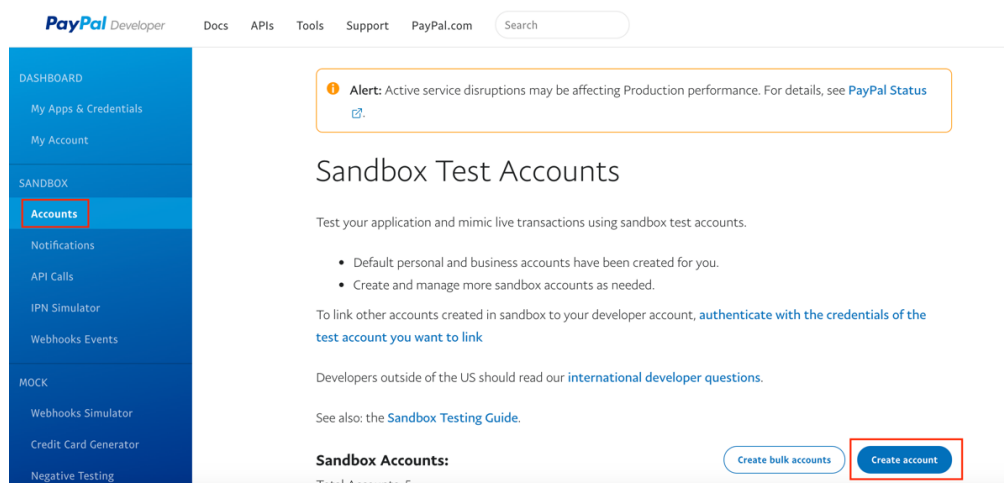 PayPal Developer
Docs
APIs
Tools
Support
PayPal.com
Search
DASHBOARD
My Apps & Credentials
My Account
SANDBOX
Accounts
Notifications
API Calls
IPN Simulator
Webhooks Events
MOCK
Webhooks Simulator
Credit Card Generator
Negative Testing
Alert: Active service disruptions may be affecting Production performance. For details, see PayPal Status
.
Sandbox Test Accounts
Test your application and mimic live transactions using sandbox test accounts.
• Default personal and business accounts have been created for you.
• Create and manage more sandbox accounts as needed.
To link other accounts created in sandbox to your developer account, authenticate with the credentials of the
test account you want to link
Developers outside of the US should read our international developer questions.
See also: the Sandbox Testing Guide.
Sandbox Accounts:
Create bulk accounts
Create account
Total Accounts: 5